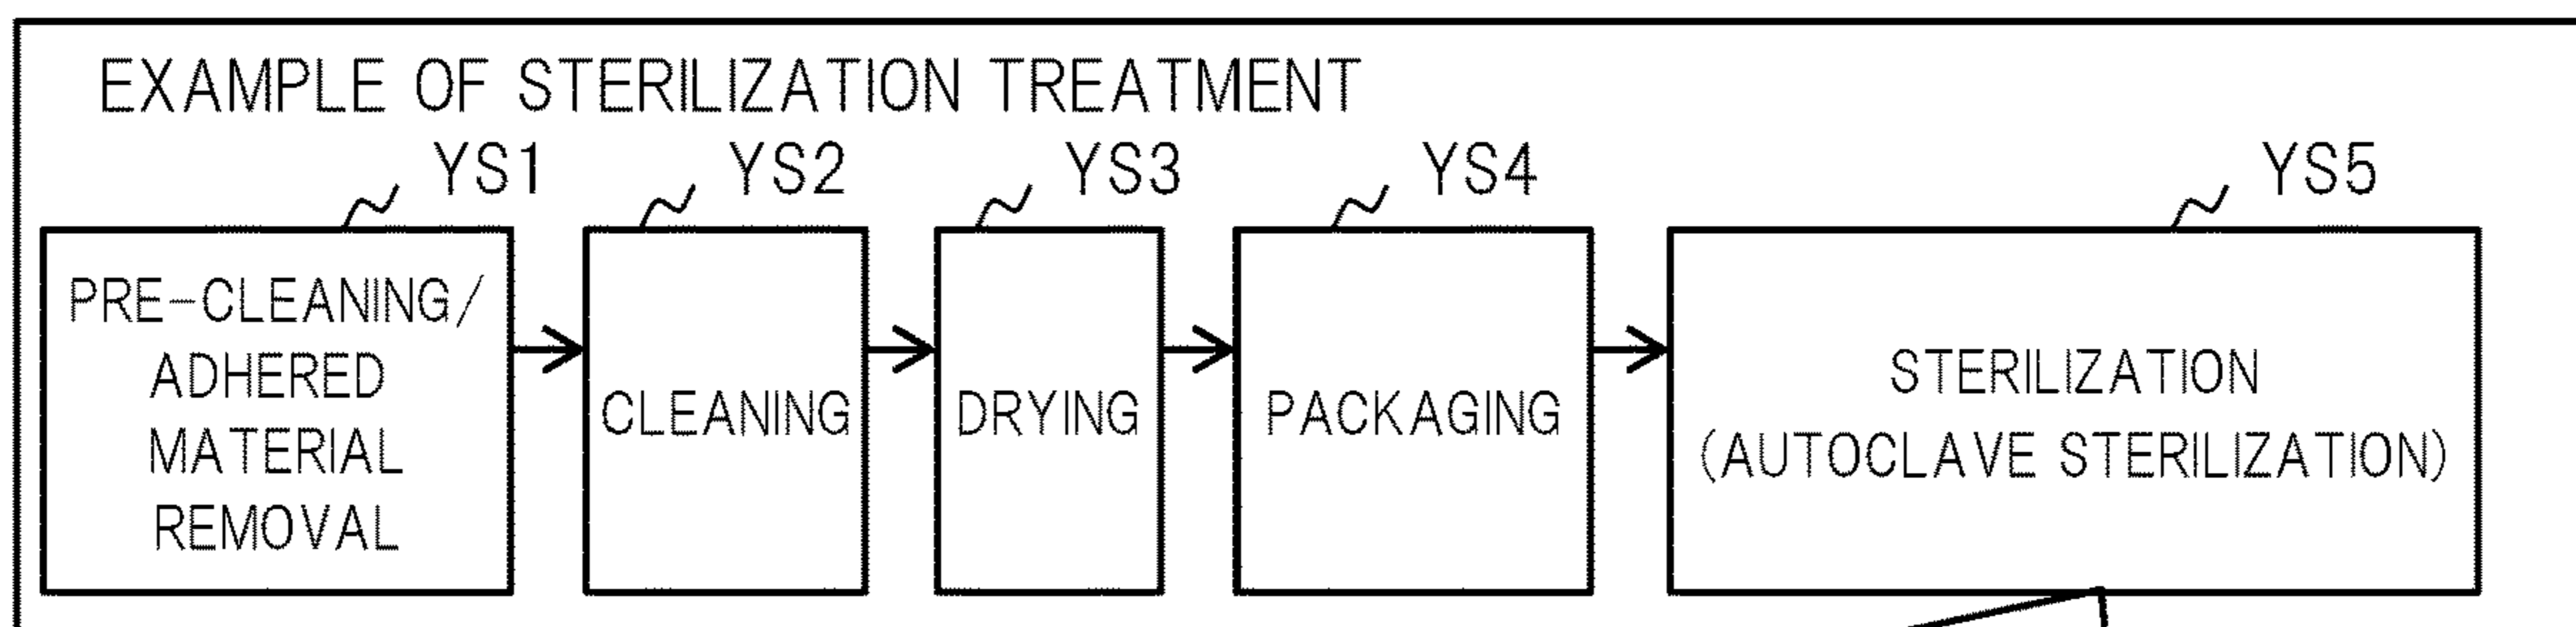 EXAMPLE OF STERILIZATION TREATMENT
YS1
YS2
YS3
YS4
YS5
PRE-CLEANING/
ADHERED
MATERIAL
REMOVAL
CLEANING
DRYING
PACKAGING
STERILIZATION
(AUTOCLAVE STERILIZATION)